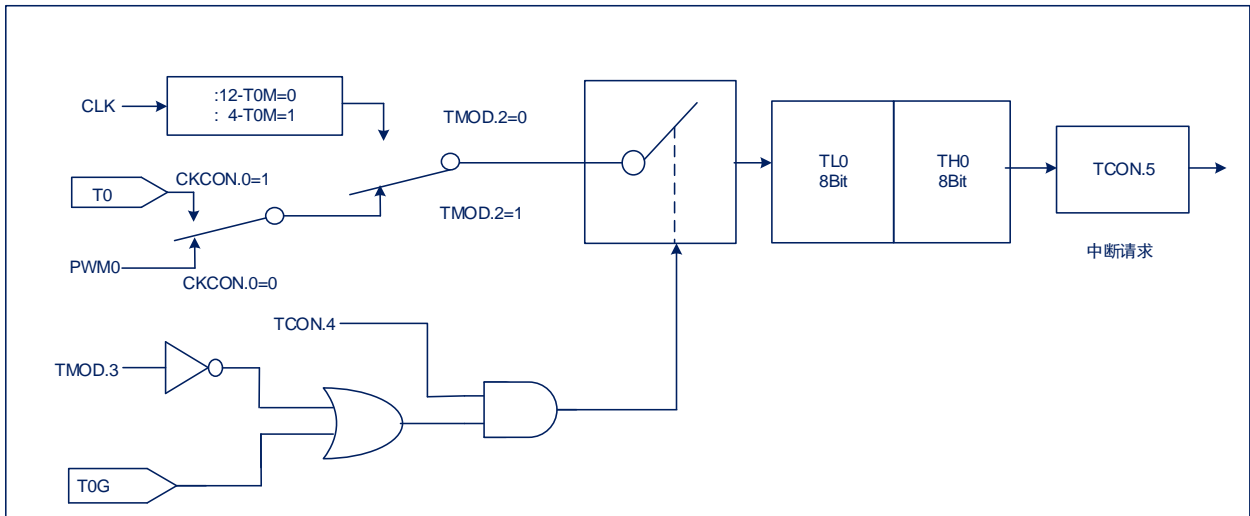 CLK
:12-T0M=0
: 4-T0M=1
TMOD.2=0
T0
CKCON.0=1
TMOD.2=1
PWM0
CKCON.0=0
TL0
8Bit
TH0
8Bit
TCON.5
中断请求
TCON.4
TMOD.3
T0G